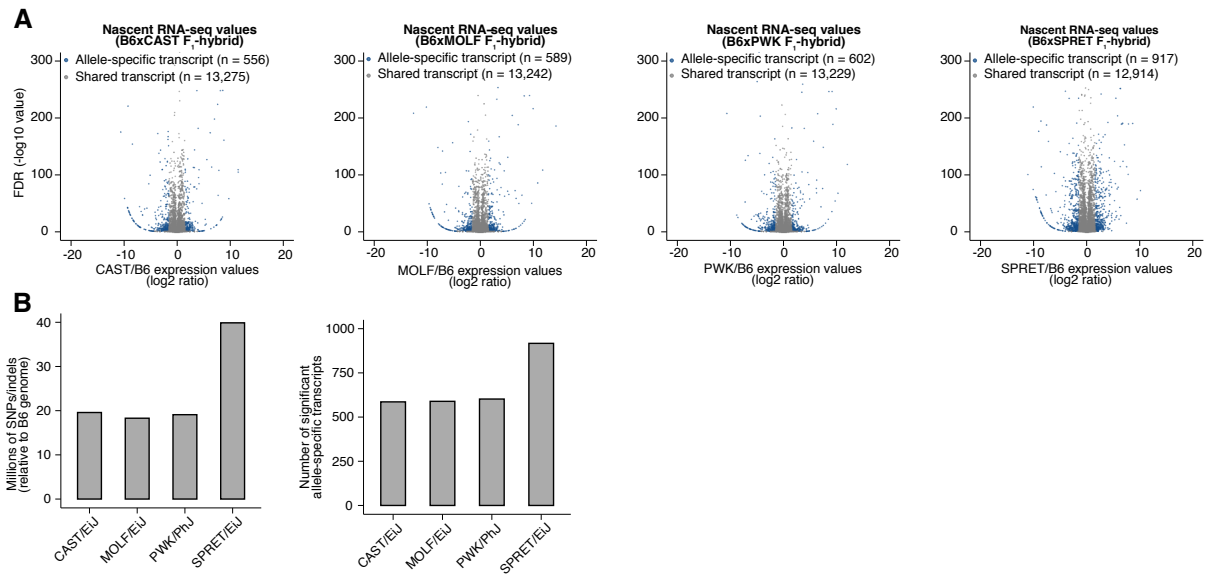 A
Nascent RNA-seq values
(B6xCAST F1-hybrid)
Allele-specific transcript (n = 556)
Shared transcript (n = 13,275)
FDR (-log10 value)
300
200
100
0
-20 -10 0 10 20
CAST/B6 expression values
(log2 ratio)
Nascent RNA-seq values
(B6xMOLF F1-hybrid)
Allele-specific transcript (n = 589)
Shared transcript (n = 13,242)
300
200
100
0
-20 -10 0 10 20
MOLF/B6 expression values
(log2 ratio)
Nascent RNA-seq values
(B6xPWK F1-hybrid)
Allele-specific transcript (n = 602)
Shared transcript (n = 13,229)
300
200
100
0
-20 -10 0 10 20
PWK/B6 expression values
(log2 ratio)
Nascent RNA-seq values
(B6xSPRET F1-hybrid)
Allele-specific transcript (n = 917)
Shared transcript (n = 12,914)
300
200
100
0
-20 -10 0 10 20
SPRET/B6 expression values
(log2 ratio)
B
Millions of SNPs/indels
(relative to B6 genome)
40
30
20
10
0
CAST/EiJ
MOLF/EiJ
PWK/PhJ
SPRET/EiJ
Number of significant
allele-specific transcripts
1000
750
500
250
0
CAST/EiJ
MOLF/EiJ
PWK/PhJ
SPRET/EiJ